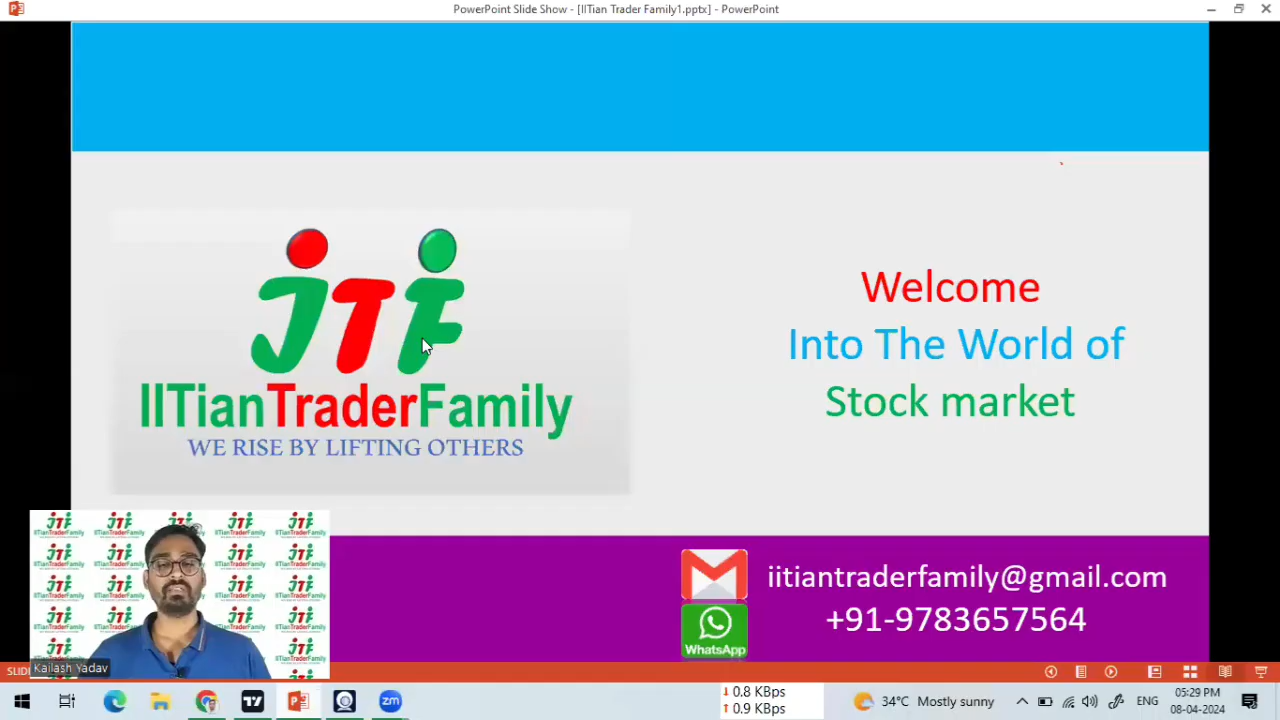 PowerPoint Slide Show - [IITian Trader Family1.pptx] - PowerPoint
JTF
IITianTraderFamily
WE RISE BY LIFTING OTHERS
Welcome
Into The World of
Stock market
iitiantraderfamily@gmail.com
+91-9783657564
WhatsApp
Kailash Yadav
0.8 KBps
0.9 KBps
34°C Mostly sunny
ENG
05:29 PM
08-04-2024